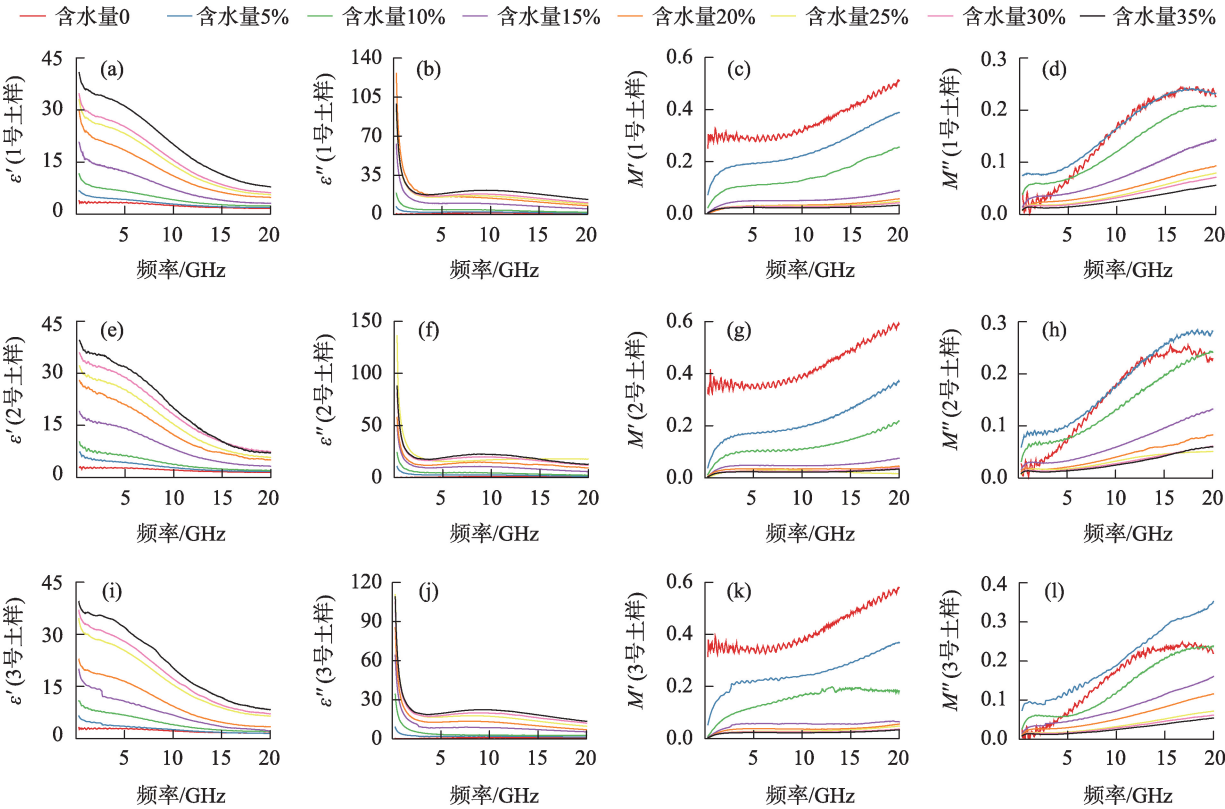 含水量0 含水量5% 含水量10% 含水量15% 含水量20% 含水量25% 含水量30% 含水量35%
(a)
ε′(1号土样)
45
30
15
0
5 10 15 20
频率/GHz
(b)
ε″(1号土样)
140
105
70
35
0
5 10 15 20
频率/GHz
(c)
M′(1号土样)
0.6
0.4
0.2
0.0
5 10 15 20
频率/GHz
(d)
M″(1号土样)
0.3
0.2
0.1
0.0
5 10 15 20
频率/GHz
(e)
ε′(2号土样)
45
30
15
0
5 10 15 20
频率/GHz
(f)
ε″(2号土样)
150
100
50
0
5 10 15 20
频率/GHz
(g)
M′(2号土样)
0.6
0.4
0.2
0.0
5 10 15 20
频率/GHz
(h)
M″(2号土样)
0.3
0.2
0.1
0.0
5 10 15 20
频率/GHz
(i)
ε′(3号土样)
45
30
15
0
5 10 15 20
频率/GHz
(j)
ε″(3号土样)
120
90
60
30
0
5 10 15 20
频率/GHz
(k)
M′(3号土样)
0.6
0.4
0.2
0.0
5 10 15 20
频率/GHz
(l)
M″(3号土样)
0.4
0.3
0.2
0.1
0.0
5 10 15 20
频率/GHz